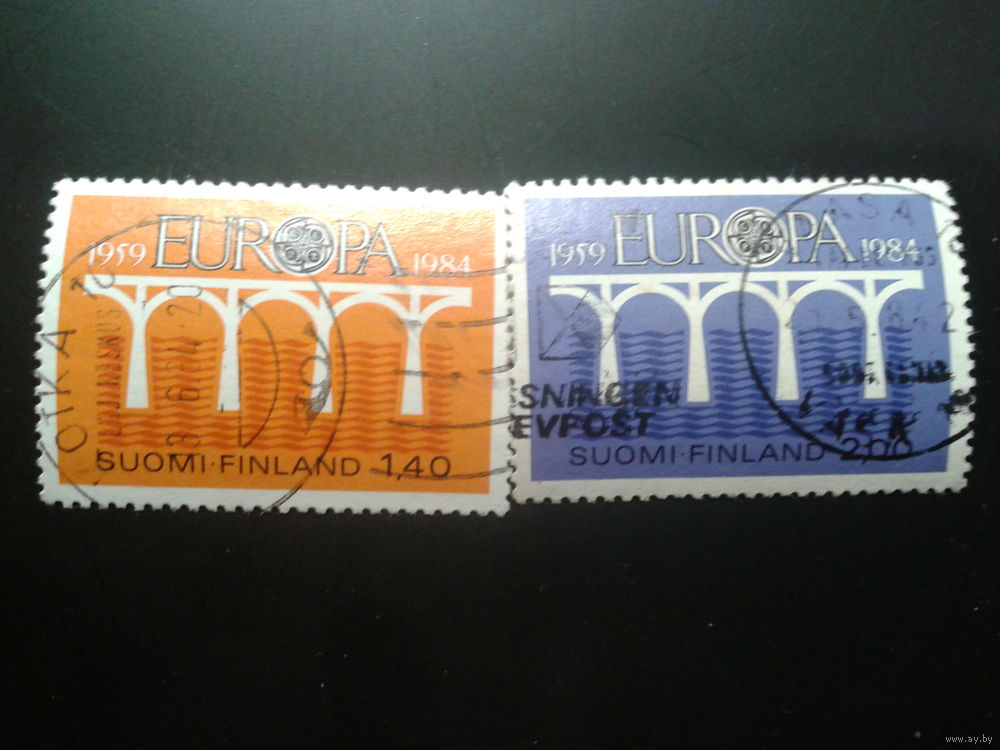 1959 EUROPA 1984
SUOMI·FINLAND 1,40
1959 EUROPA 1984
SNINGEN
EVPOST
SUOMI·FINLAND 2,00
OTKA
www.ay.by